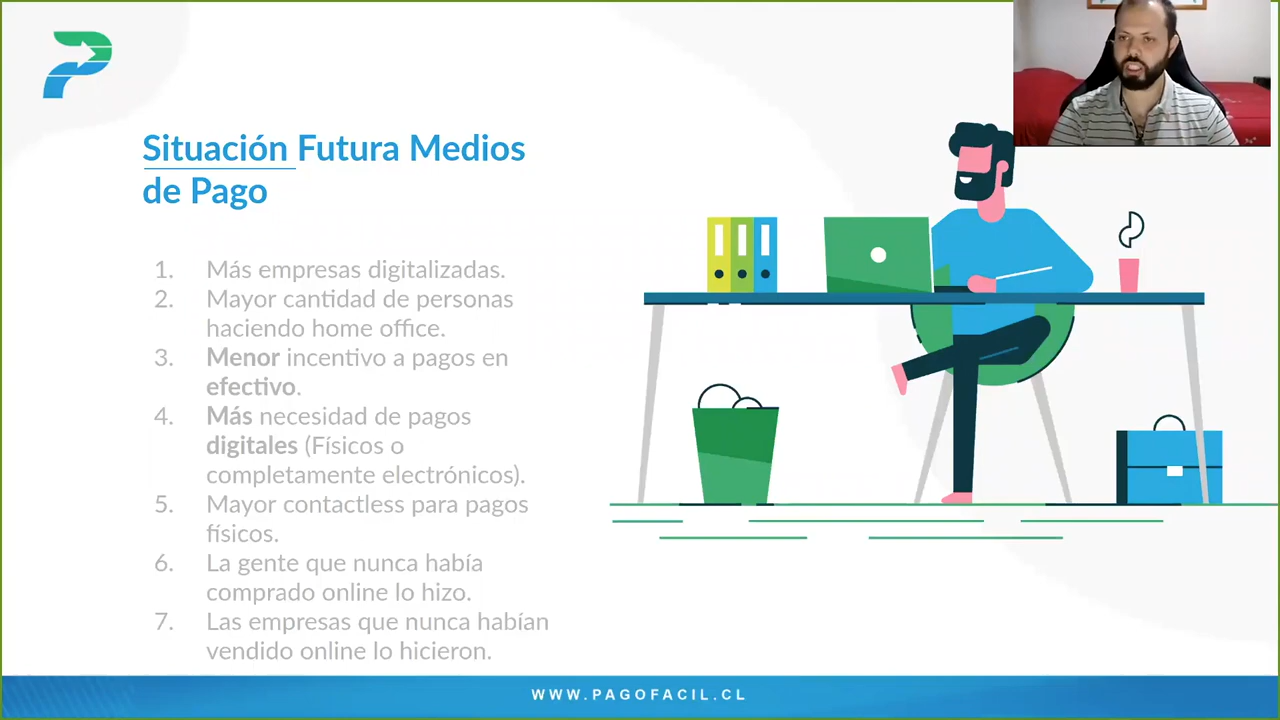 Situación Futura Medios
de Pago
1. Más empresas digitalizadas.
2. Mayor cantidad de personas
haciendo home office.
3. Menor incentivo a pagos en
efectivo.
4. Más necesidad de pagos
digitales (Físicos o
completamente electrónicos).
5. Mayor contactless para pagos
físicos.
6. La gente que nunca había
comprado online lo hizo.
7. Las empresas que nunca habían
vendido online lo hicieron.
WWW.PAGOFACIL.CL